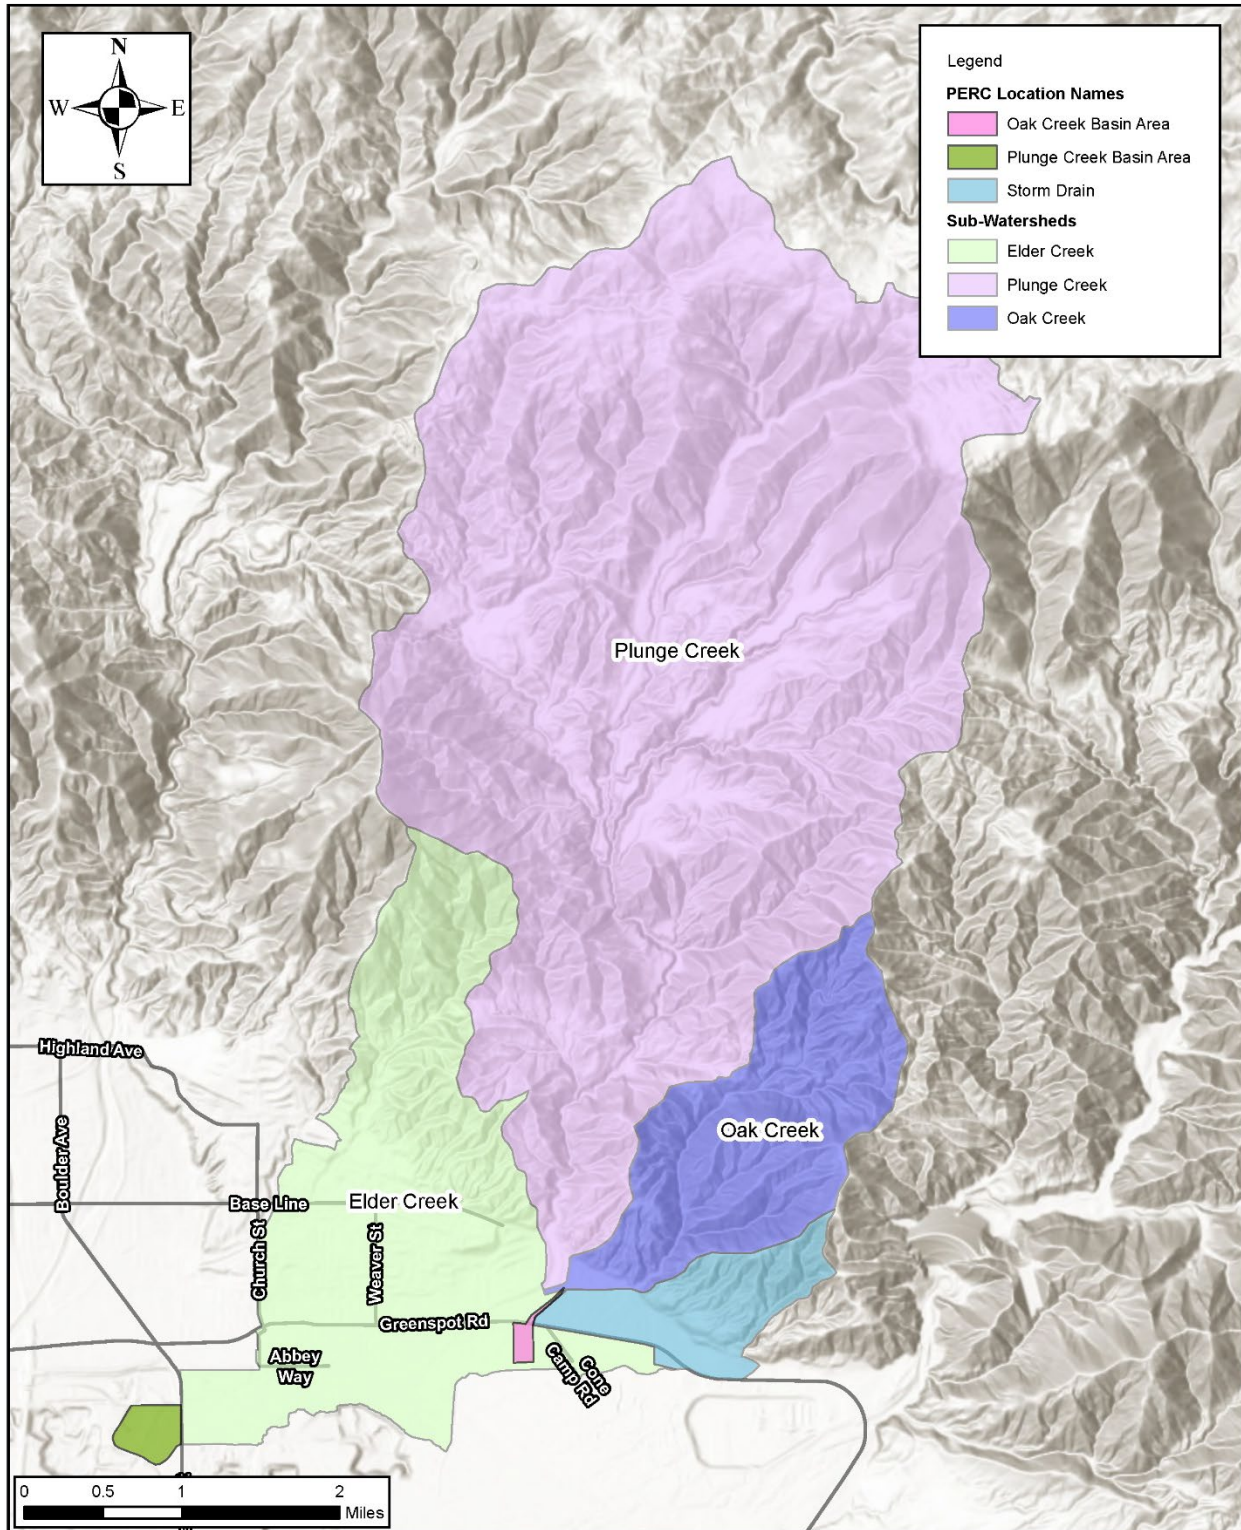 N
W E
S
Legend
PERC Location Names
Oak Creek Basin Area
Plunge Creek Basin Area
Storm Drain
Sub-Watersheds
Elder Creek
Plunge Creek
Oak Creek
Plunge Creek
Highland Ave
Boulder Ave
Oak Creek
Base Line
Elder Creek
Church St
Weaver St
Greenspot Rd
Abbey
Way
Cone
Camp Rd
0 0.5 1 2
Miles